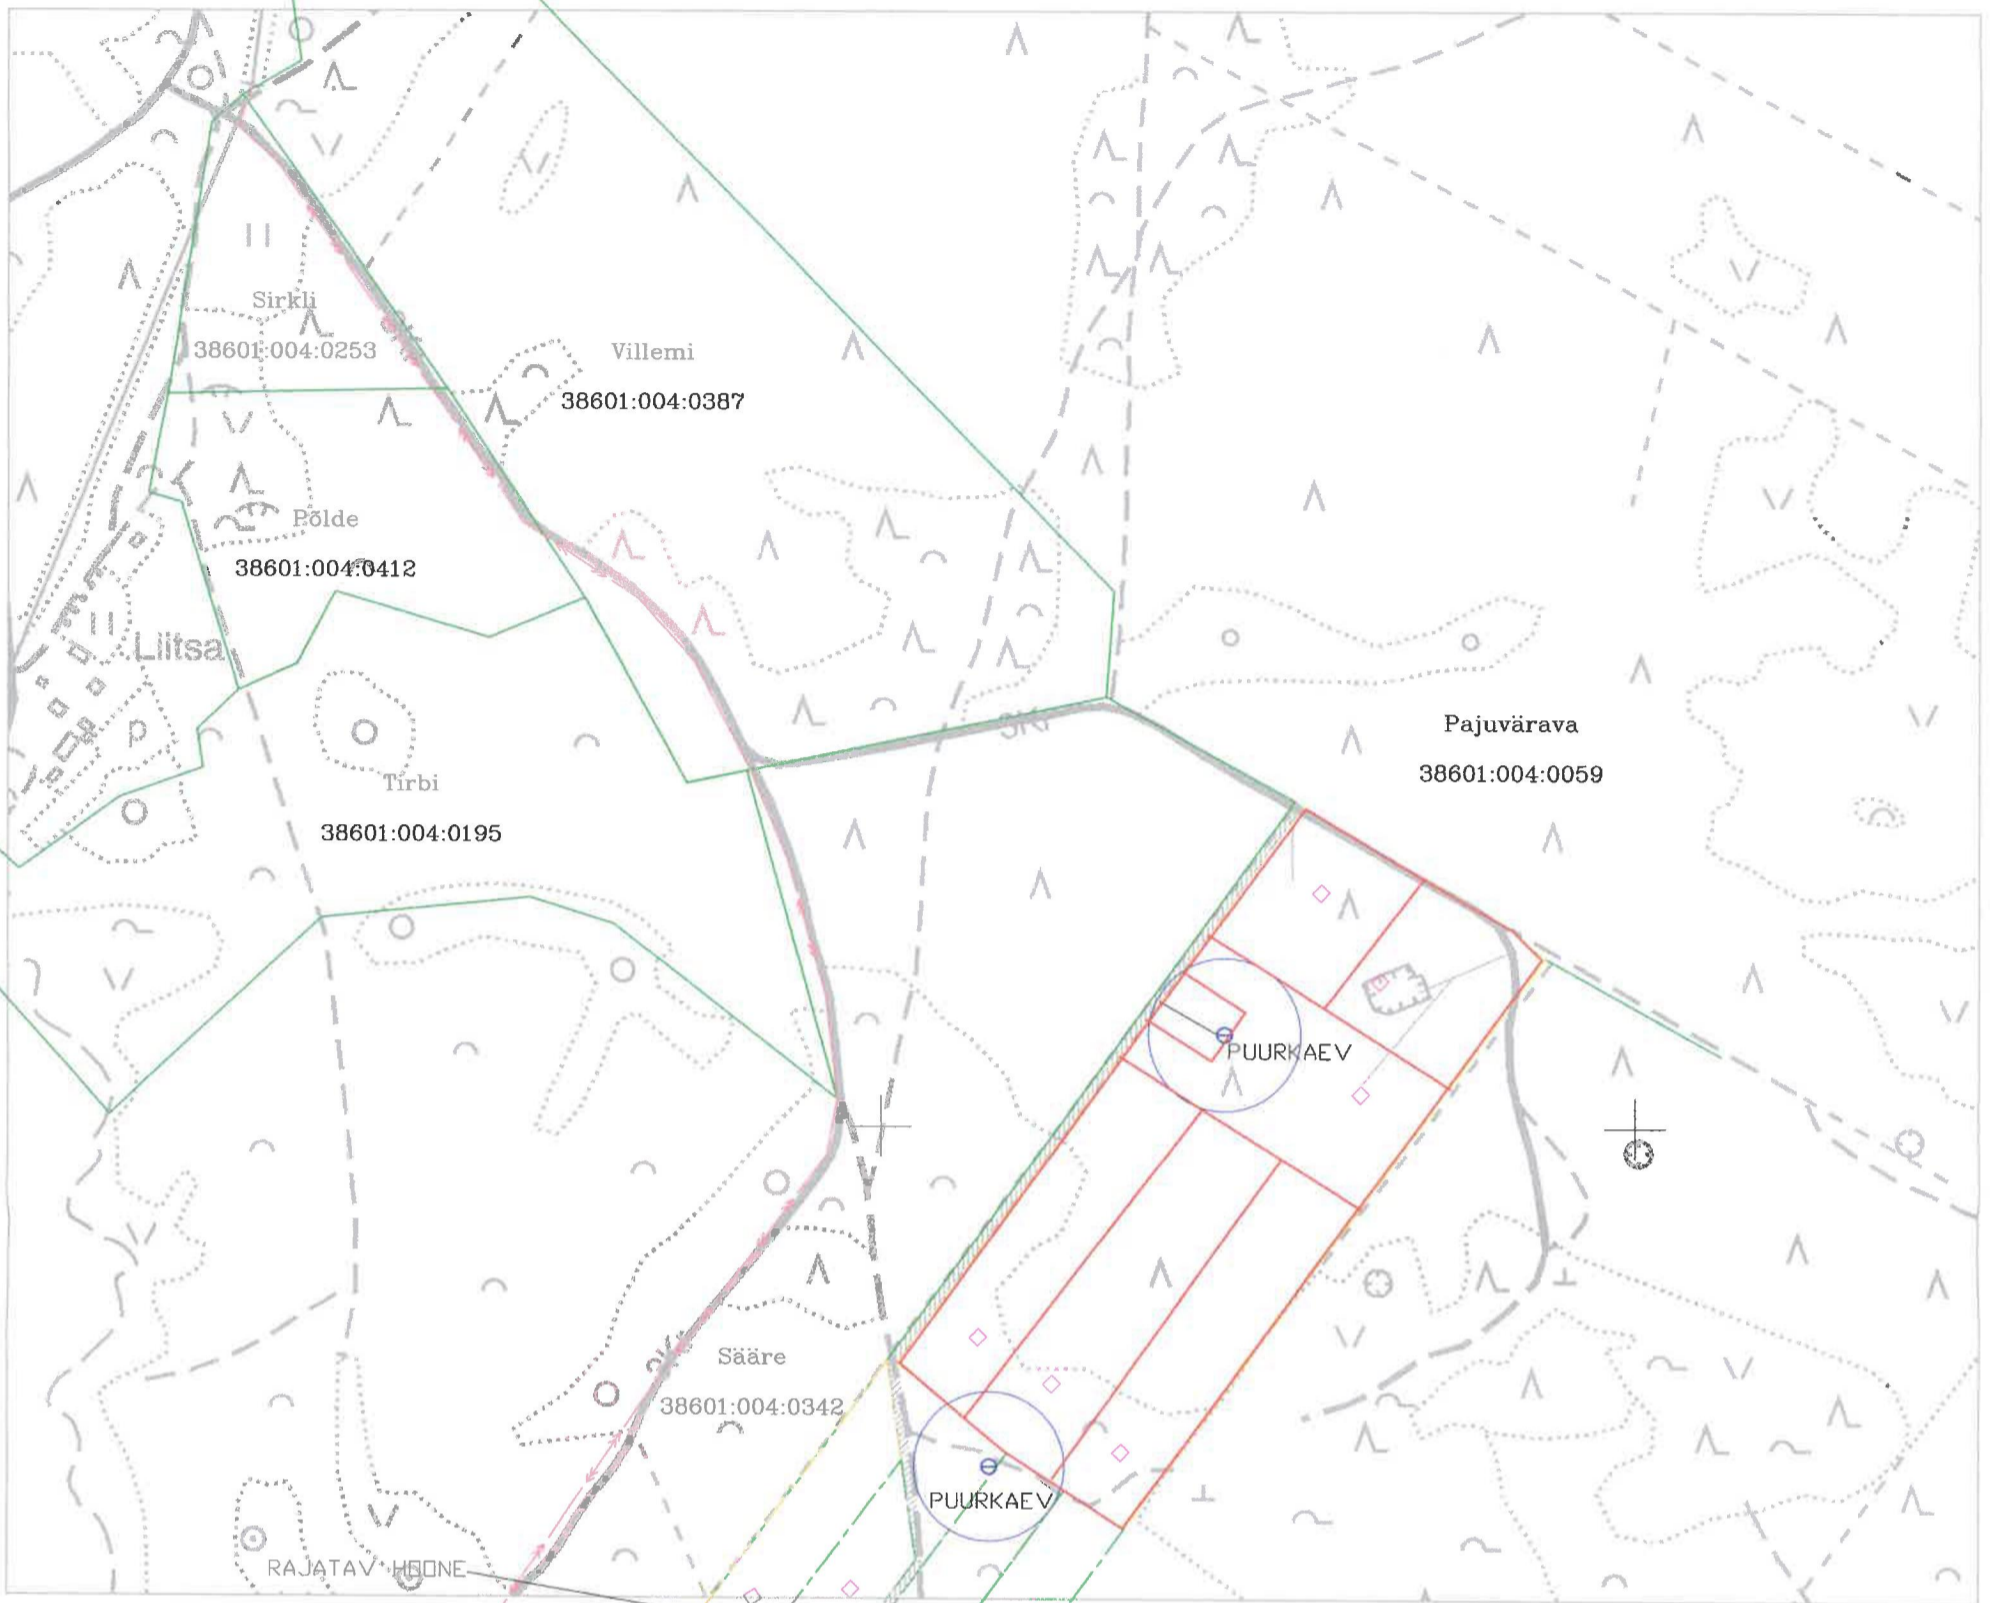 Sirkli
38601:004:0253
Villemi
38601:004:0387
Põlde
38601:004:0412
Liitsa
p
Tirbi
38601:004:0195
Pajuvärava
38601:004:0059
PUURKAEV
Sääre
38601:004:0342
PUURKAEV
RAJATAV HOONE